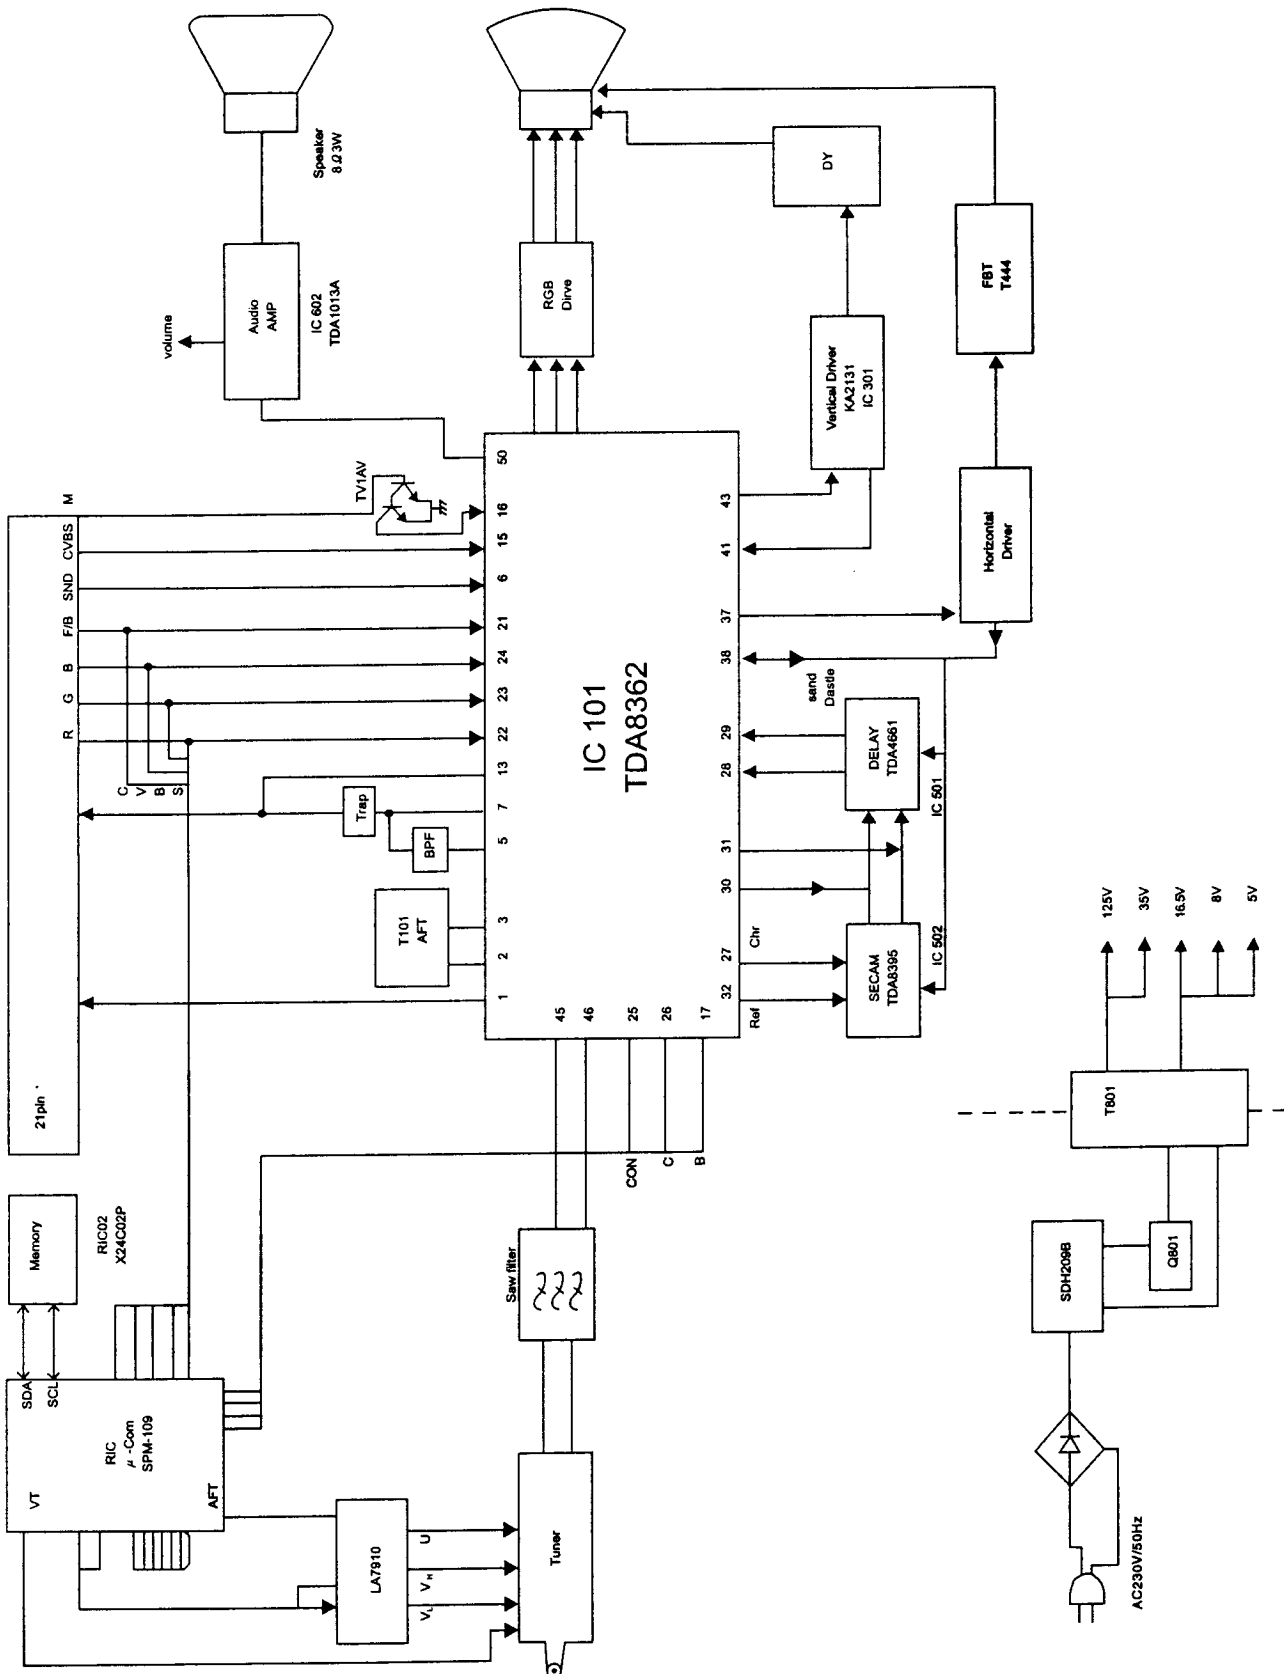 Speaker
8Ω3W
volume
Audio
AMP
IC 602
TDA1013A
RGB
Dirve
DY
FBT
T444
Vertical Driver
KA2131
IC 301
Horizontal
Driver
M
CVBS
SND
F/B
B
G
R
C
V
B
S
TV1AV
50
16
15
6
21
24
23
22
13
7
5
3
2
1
Trap
BPF
T101
AFT
IC 101
TDA8362
43
41
37
38
29
28
31
30
27
32
45
46
25
26
17
sand
Dastle
DELAY
TDA4661
IC 501
SECAM
TDA8395
IC 502
Chr
Ref
CON
C
B
21pin
Memory
RIC02
X24C02P
SDA
SCL
RIC
μ-Com
SPM-109
VT
AFT
LA7910
U
VH
VL
Tuner
Saw filter
125V
35V
16.5V
8V
5V
T801
SDH209B
Q801
AC230V/50Hz